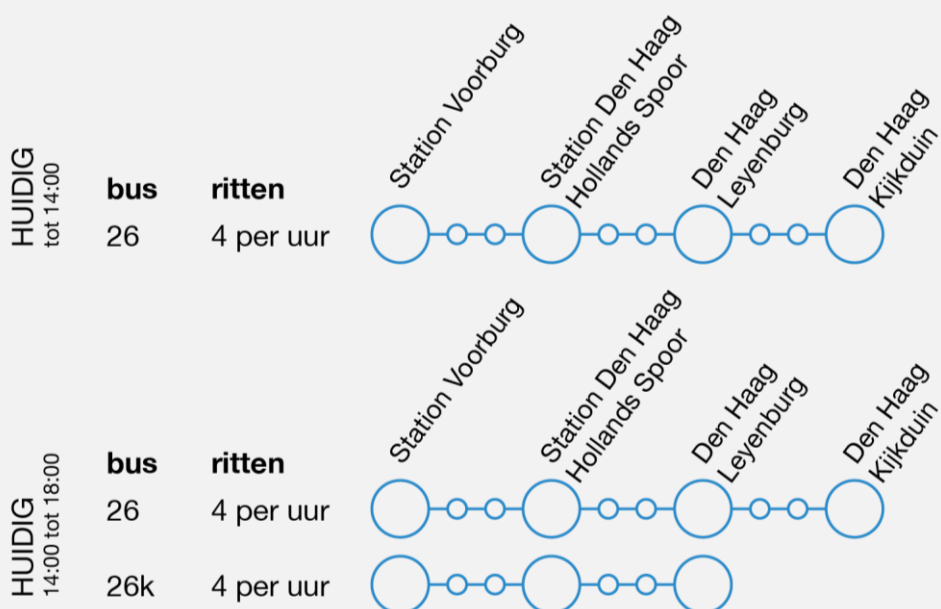 HUIDIG
tot 14:00
bus ritten
26 4 per uur
Station Voorburg
Station Den Haag
Hollands Spoor
Den Haag
Leyenburg
Den Haag
Kijkduin
HUIDIG
14:00 tot 18:00
bus ritten
26 4 per uur
26k 4 per uur
Station Voorburg
Station Den Haag
Hollands Spoor
Den Haag
Leyenburg
Den Haag
Kijkduin